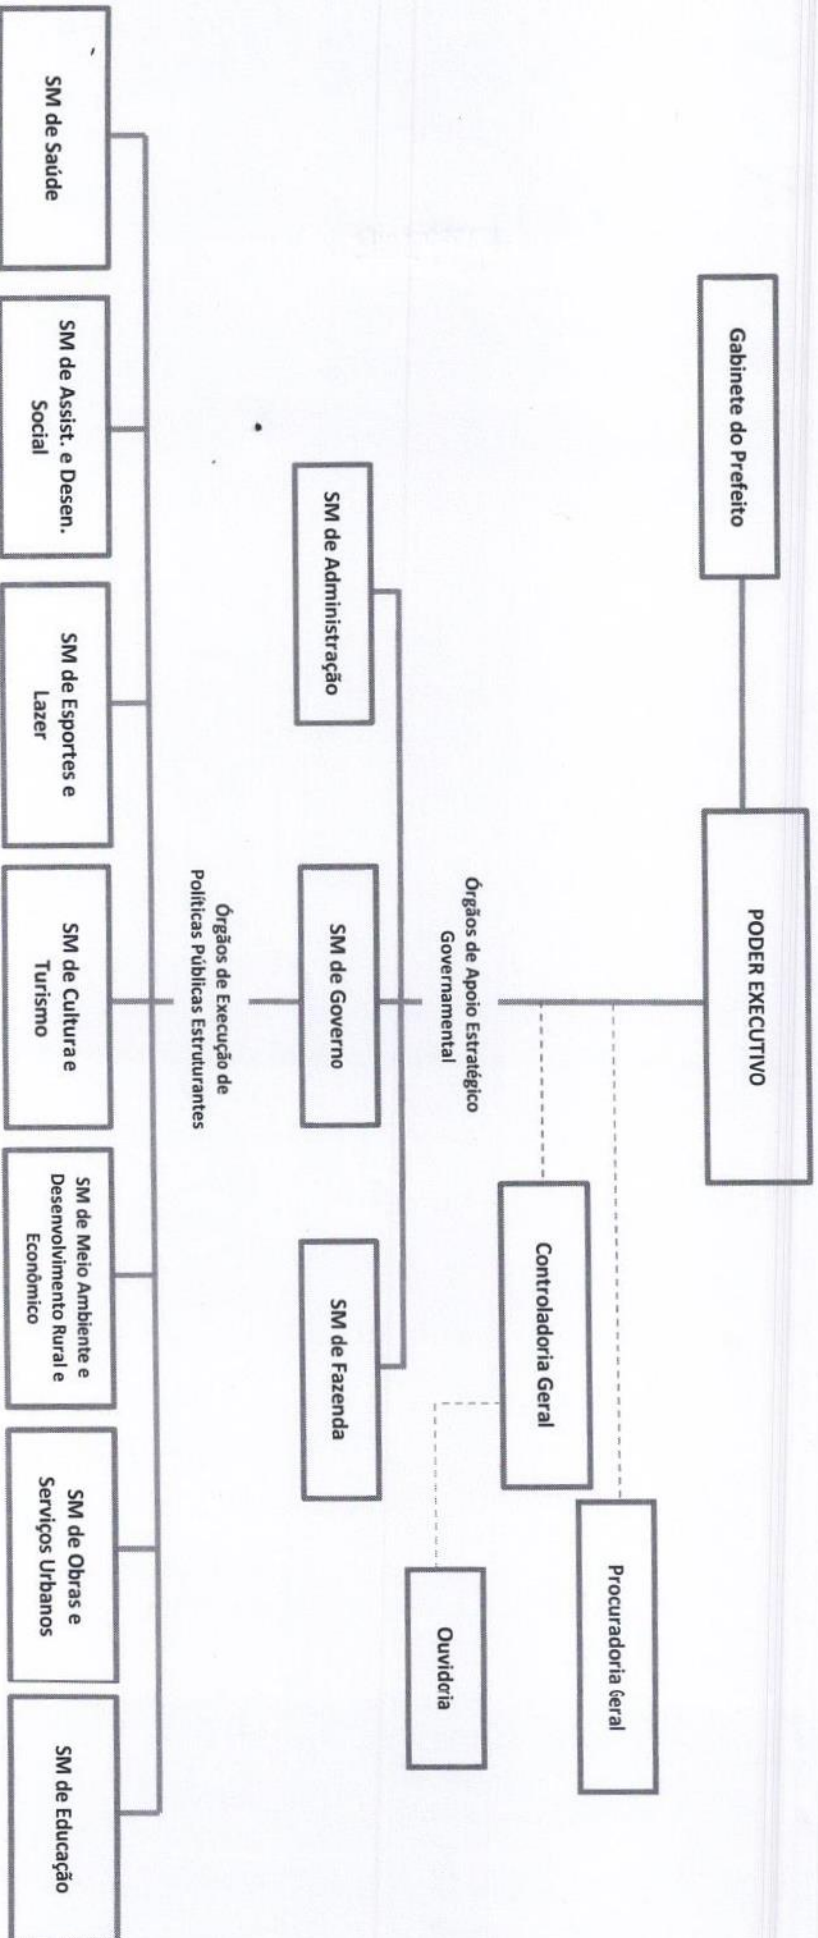 PODER EXECUTIVO
Gabinete do Prefeito
Procuradoria Geral
Controladoria Geral
Ouvidoria
Órgãos de Apoio Estratégico
Governamental
SM de Administração
SM de Governo
SM de Fazenda
Órgãos de Execução de
Políticas Públicas Estruturantes
SM de Saúde
SM de Assist. e Desen.
Social
SM de Esportes e
Lazer
SM de Cultura e
Turismo
SM de Meio Ambiente e
Desenvolvimento Rural e
Econômico
SM de Obras e
Serviços Urbanos
SM de Educação